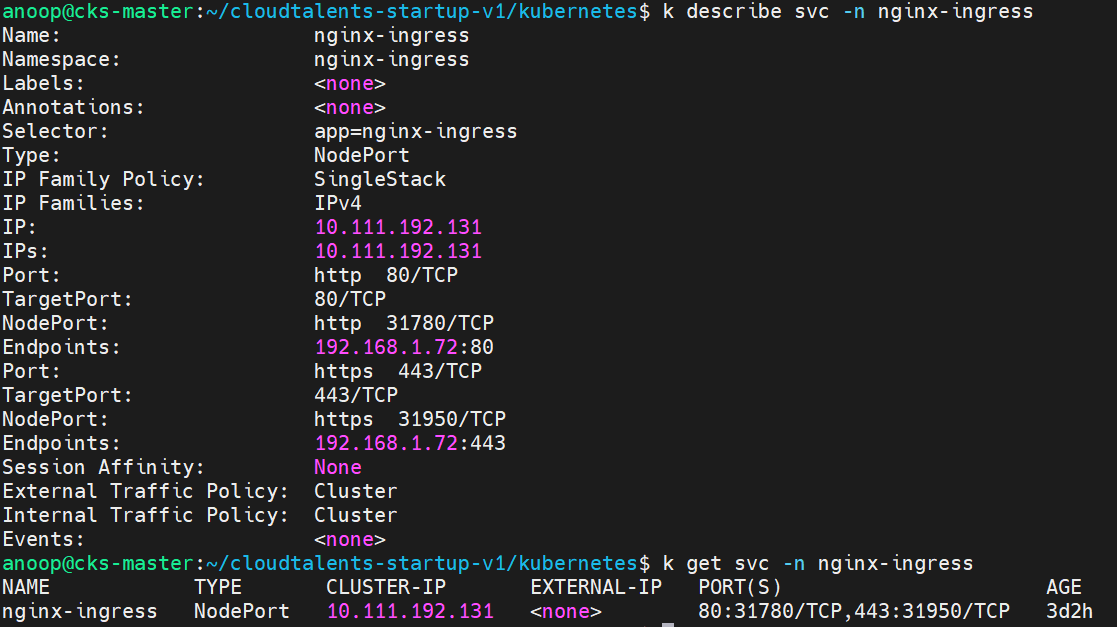 anoop@cks-master:~/cloudtalents-startup-v1/kubernetes$ k describe svc -n nginx-ingress
Name:                     nginx-ingress
Namespace:                nginx-ingress
Labels:                   <none>
Annotations:              <none>
Selector:                 app=nginx-ingress
Type:                     NodePort
IP Family Policy:         SingleStack
IP Families:              IPv4
IP:                       10.111.192.131
IPs:                      10.111.192.131
Port:                     http  80/TCP
TargetPort:               80/TCP
NodePort:                 http  31780/TCP
Endpoints:                192.168.1.72:80
Port:                     https  443/TCP
TargetPort:               443/TCP
NodePort:                 https  31950/TCP
Endpoints:                192.168.1.72:443
Session Affinity:         None
External Traffic Policy:  Cluster
Internal Traffic Policy:  Cluster
Events:                   <none>
anoop@cks-master:~/cloudtalents-startup-v1/kubernetes$ k get svc -n nginx-ingress
NAME            TYPE       CLUSTER-IP       EXTERNAL-IP   PORT(S)                      AGE
nginx-ingress   NodePort   10.111.192.131   <none>        80:31780/TCP,443:31950/TCP   3d2h